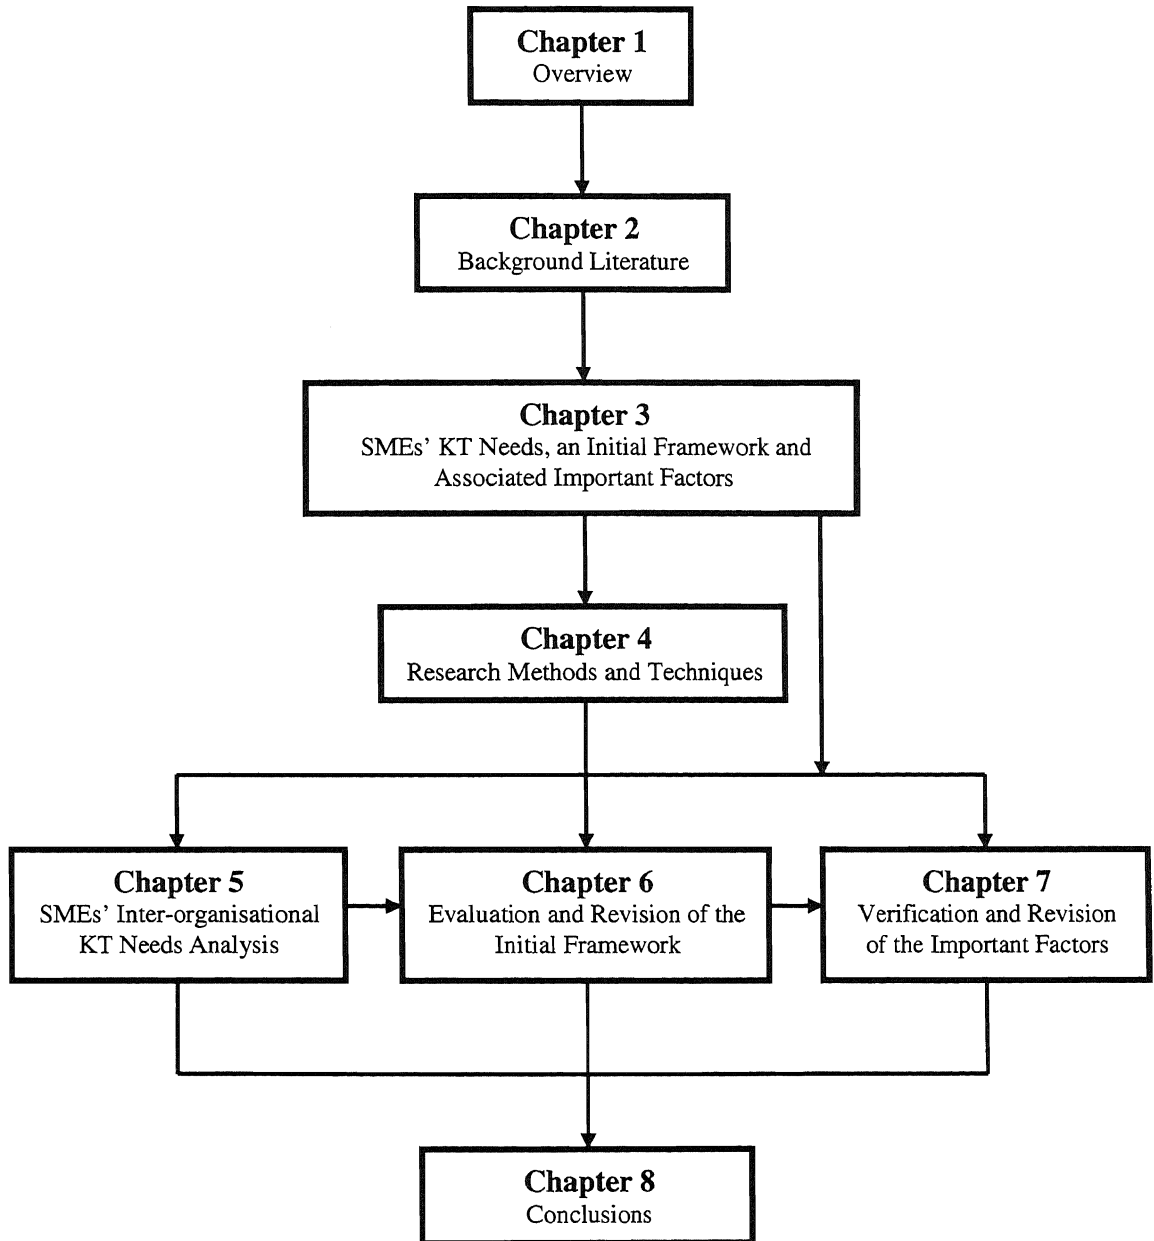 Chapter 1
Overview
Chapter 2
Background Literature
Chapter 3
SMEs’ KT Needs, an Initial Framework and
Associated Important Factors
Chapter 4
Research Methods and Techniques
Chapter 5
SMEs’ Inter-organisational
KT Needs Analysis
Chapter 6
Evaluation and Revision of the
Initial Framework
Chapter 7
Verification and Revision
of the Important Factors
Chapter 8
Conclusions